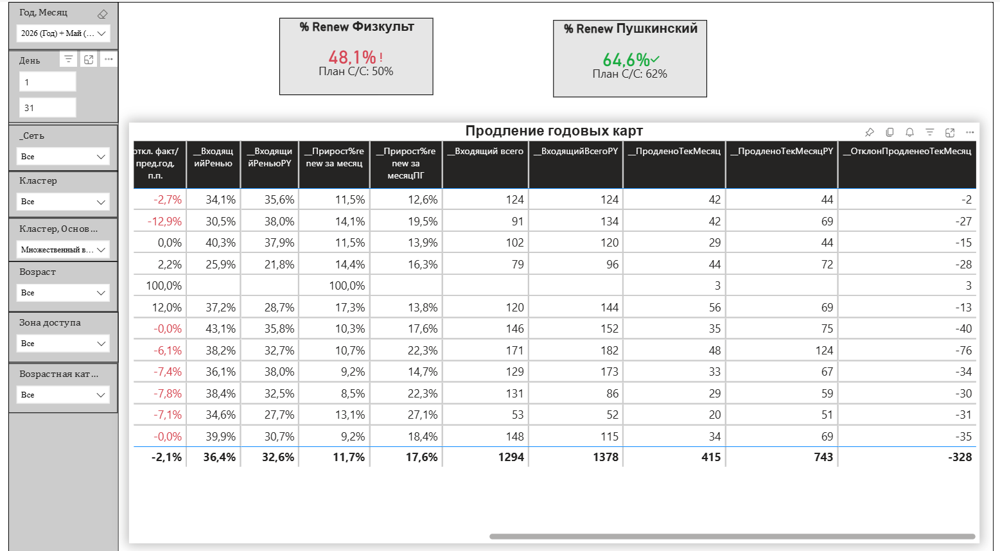 Год, Месяц
2026 (Год) + Май (...
День
1
31
_Сеть
Все
Кластер
Все
Кластер, Основ...
Множественный в...
Возраст
Все
Зона доступа
Все
Возрастная кат...
Все
% Renew Физкульт
48,1% !
План С/С: 50%
% Renew Пушкинский
64,6%
План С/С: 62%
Продление годовых карт
откл. факт/пред.год, п.п. __ВходящийРенью __ВходящийРеньюPY __Прирост%renew за месяц __Прирост%renew за месяцПГ __Входящий всего __ВходящийВсегоPY __ПродленоТекМесяц __ПродленоТекМесяцPY __ОтклонПродленеоТекМесяц
-2,7% 34,1% 35,6% 11,5% 12,6% 124 124 42 44 -2
-12,9% 30,5% 38,0% 14,1% 19,5% 91 134 42 69 -27
0,0% 40,3% 37,9% 11,5% 13,9% 102 120 29 44 -15
2,2% 25,9% 21,8% 14,4% 16,3% 79 96 44 72 -28
100,0% 100,0% 3 3
12,0% 37,2% 28,7% 17,3% 13,8% 120 144 56 69 -13
-0,0% 43,1% 35,8% 10,3% 17,6% 146 152 35 75 -40
-6,1% 38,2% 32,7% 10,7% 22,3% 171 182 48 124 -76
-7,4% 36,1% 38,0% 9,2% 14,7% 129 173 33 67 -34
-7,8% 38,4% 32,5% 8,5% 22,3% 131 86 29 59 -30
-7,1% 34,6% 27,7% 13,1% 27,1% 53 52 20 51 -31
-0,0% 39,9% 30,7% 9,2% 18,4% 148 115 34 69 -35
-2,1% 36,4% 32,6% 11,7% 17,6% 1294 1378 415 743 -328